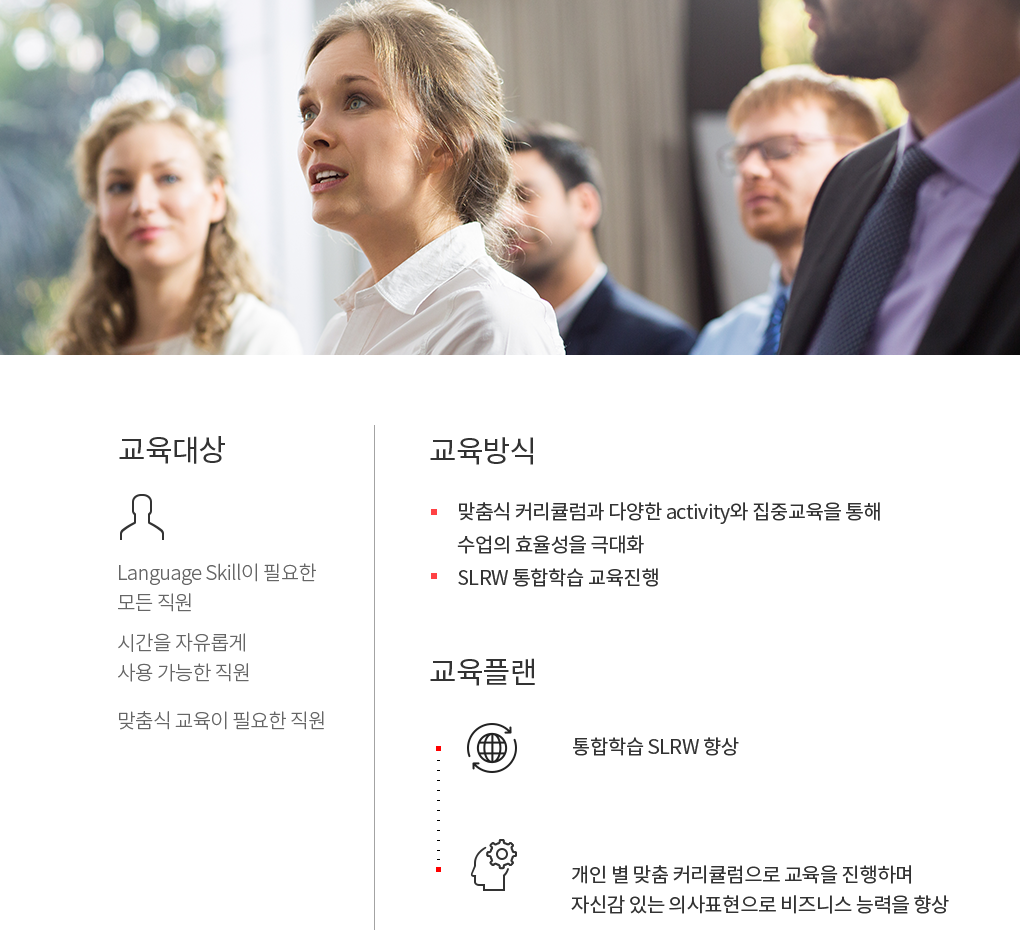 교육대상
Language Skill이 필요한
모든 직원
시간을 자유롭게
사용 가능한 직원
맞춤식 교육이 필요한 직원
교육방식
맞춤식 커리큘럼과 다양한 activity와 집중교육을 통해
수업의 효율성을 극대화
SLRW 통합학습 교육진행
교육플랜
통합학습 SLRW 향상
개인 별 맞춤 커리큘럼으로 교육을 진행하며
자신감 있는 의사표현으로 비즈니스 능력을 향상